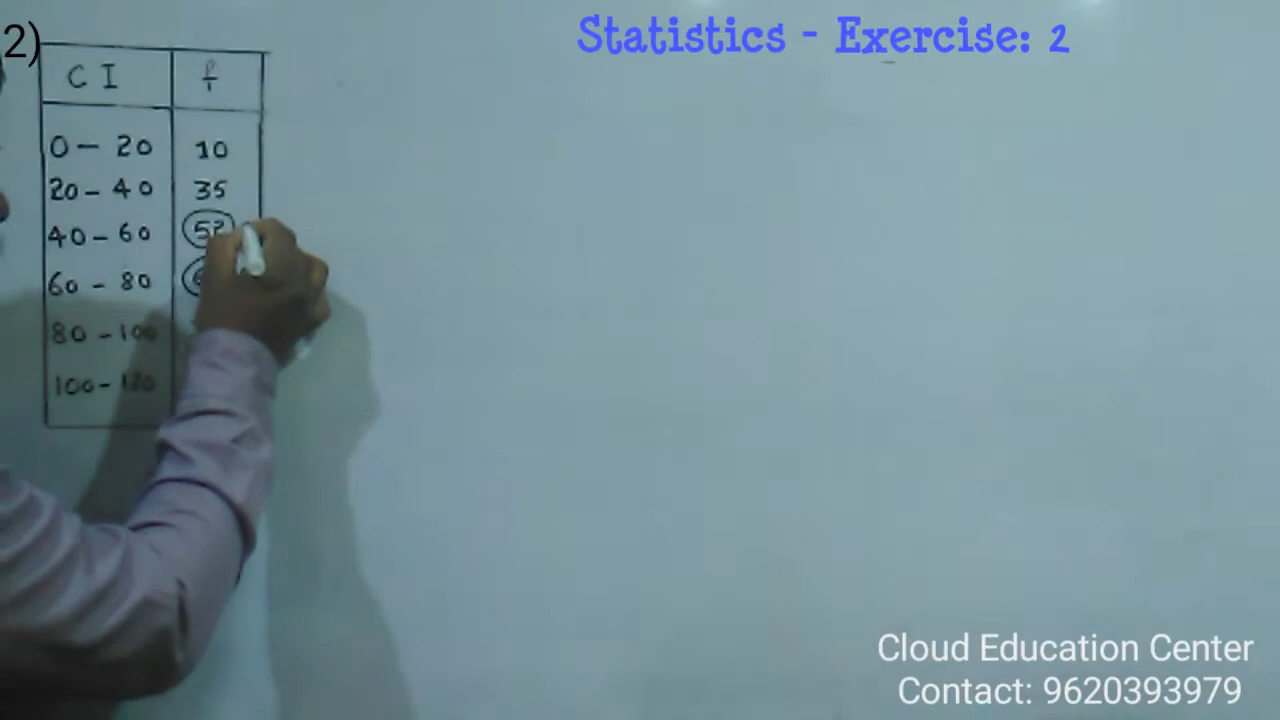 Statistics - Exercise: 2
2)
C I f
0 - 20 10
20 - 40 35
40 - 60 52
60 - 80
80 - 100
100 - 120
Cloud Education Center
Contact: 9620393979